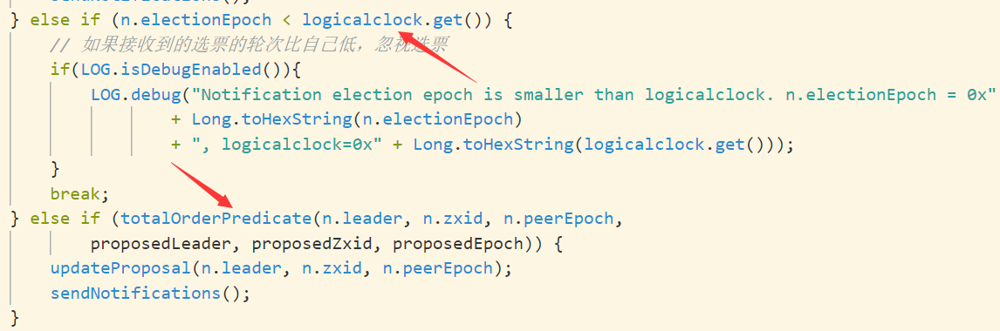 } else if (n.electionEpoch < logicalclock.get()) {
// 如果接收到的选票的轮次比自己低，忽视选票
if(LOG.isDebugEnabled()){
LOG.debug("Notification election epoch is smaller than logicalclock. n.electionEpoch = 0x"
+ Long.toHexString(n.electionEpoch)
+ ", logicalclock=0x" + Long.toHexString(logicalclock.get()));
}
break;
} else if (totalOrderPredicate(n.leader, n.zxid, n.peerEpoch,
proposedLeader, proposedZxid, proposedEpoch)) {
updateProposal(n.leader, n.zxid, n.peerEpoch);
sendNotifications();
}